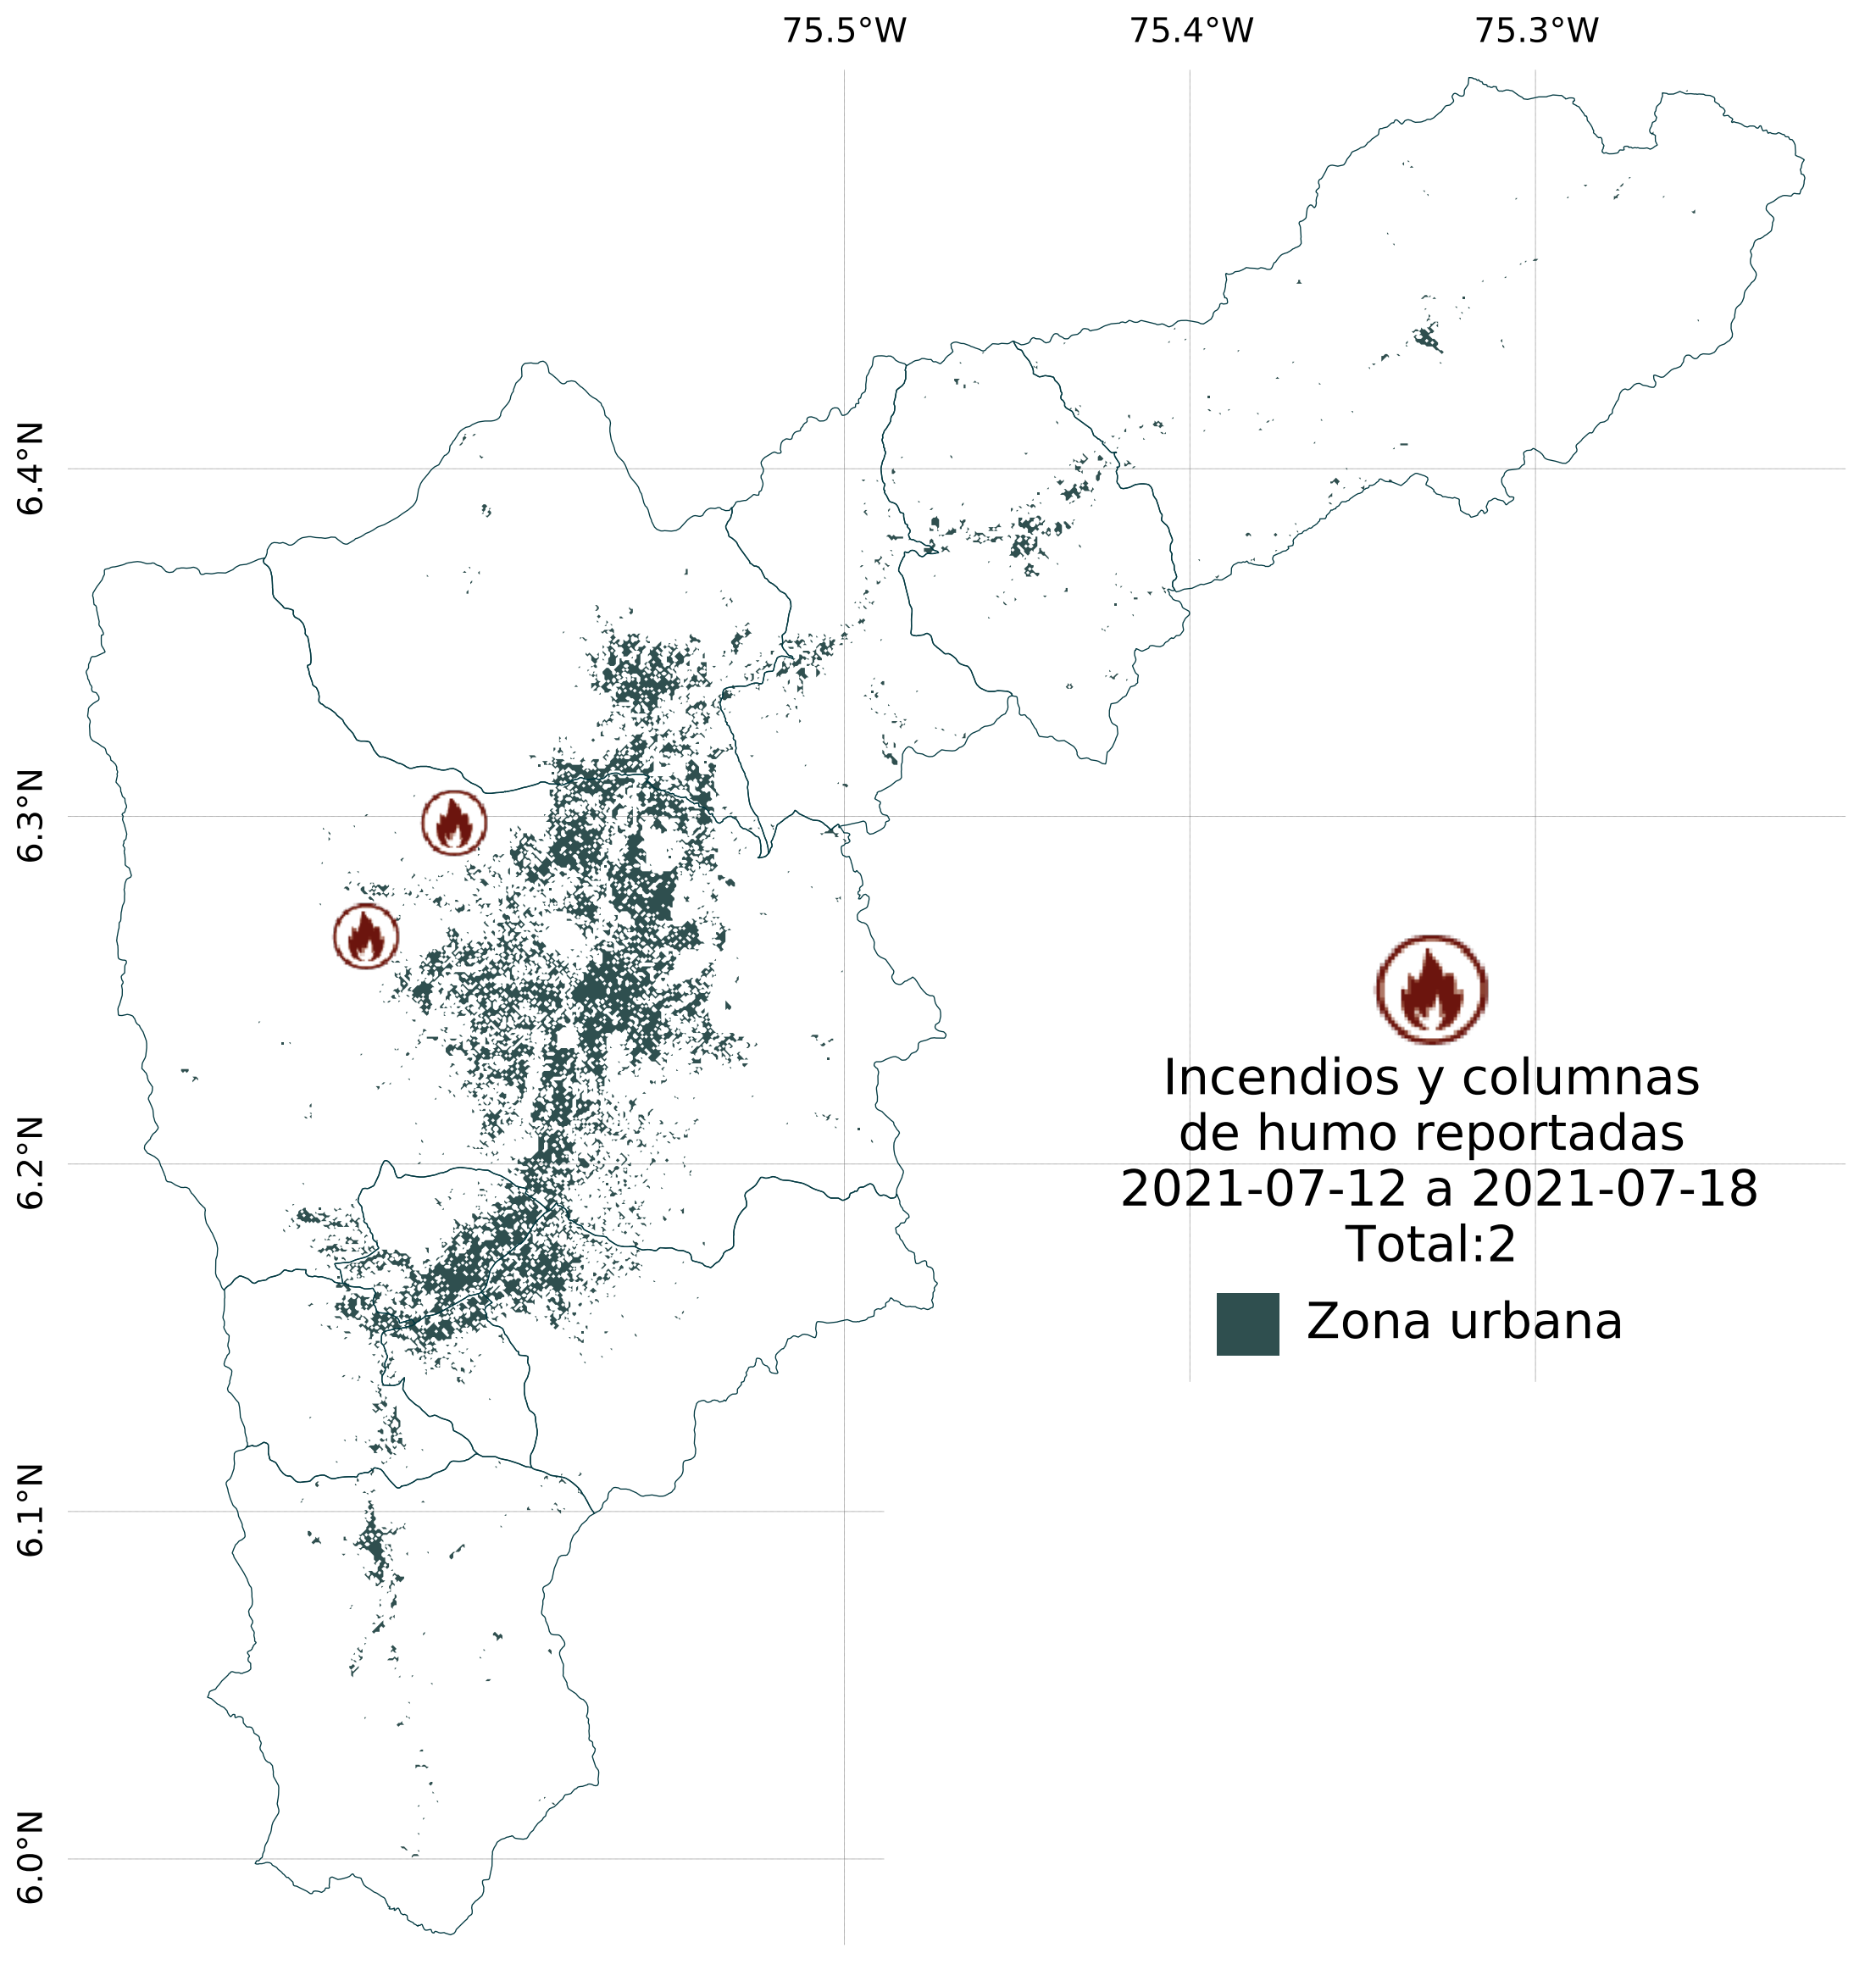 75.5°W
75.4°W
75.3°W
6.4°N
6.3°N
6.2°N
6.1°N
6.0°N
Incendios y columnas
de humo reportadas
2021-07-12 a 2021-07-18
Total:2
Zona urbana